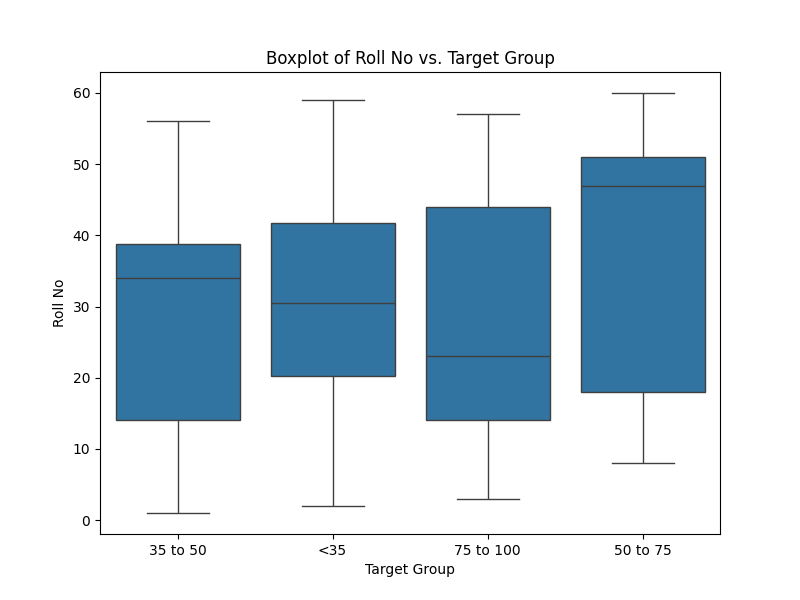 Boxplot of Roll No vs. Target Group
60
50
40
30
20
10
0
Roll No
35 to 50
<35
75 to 100
50 to 75
Target Group